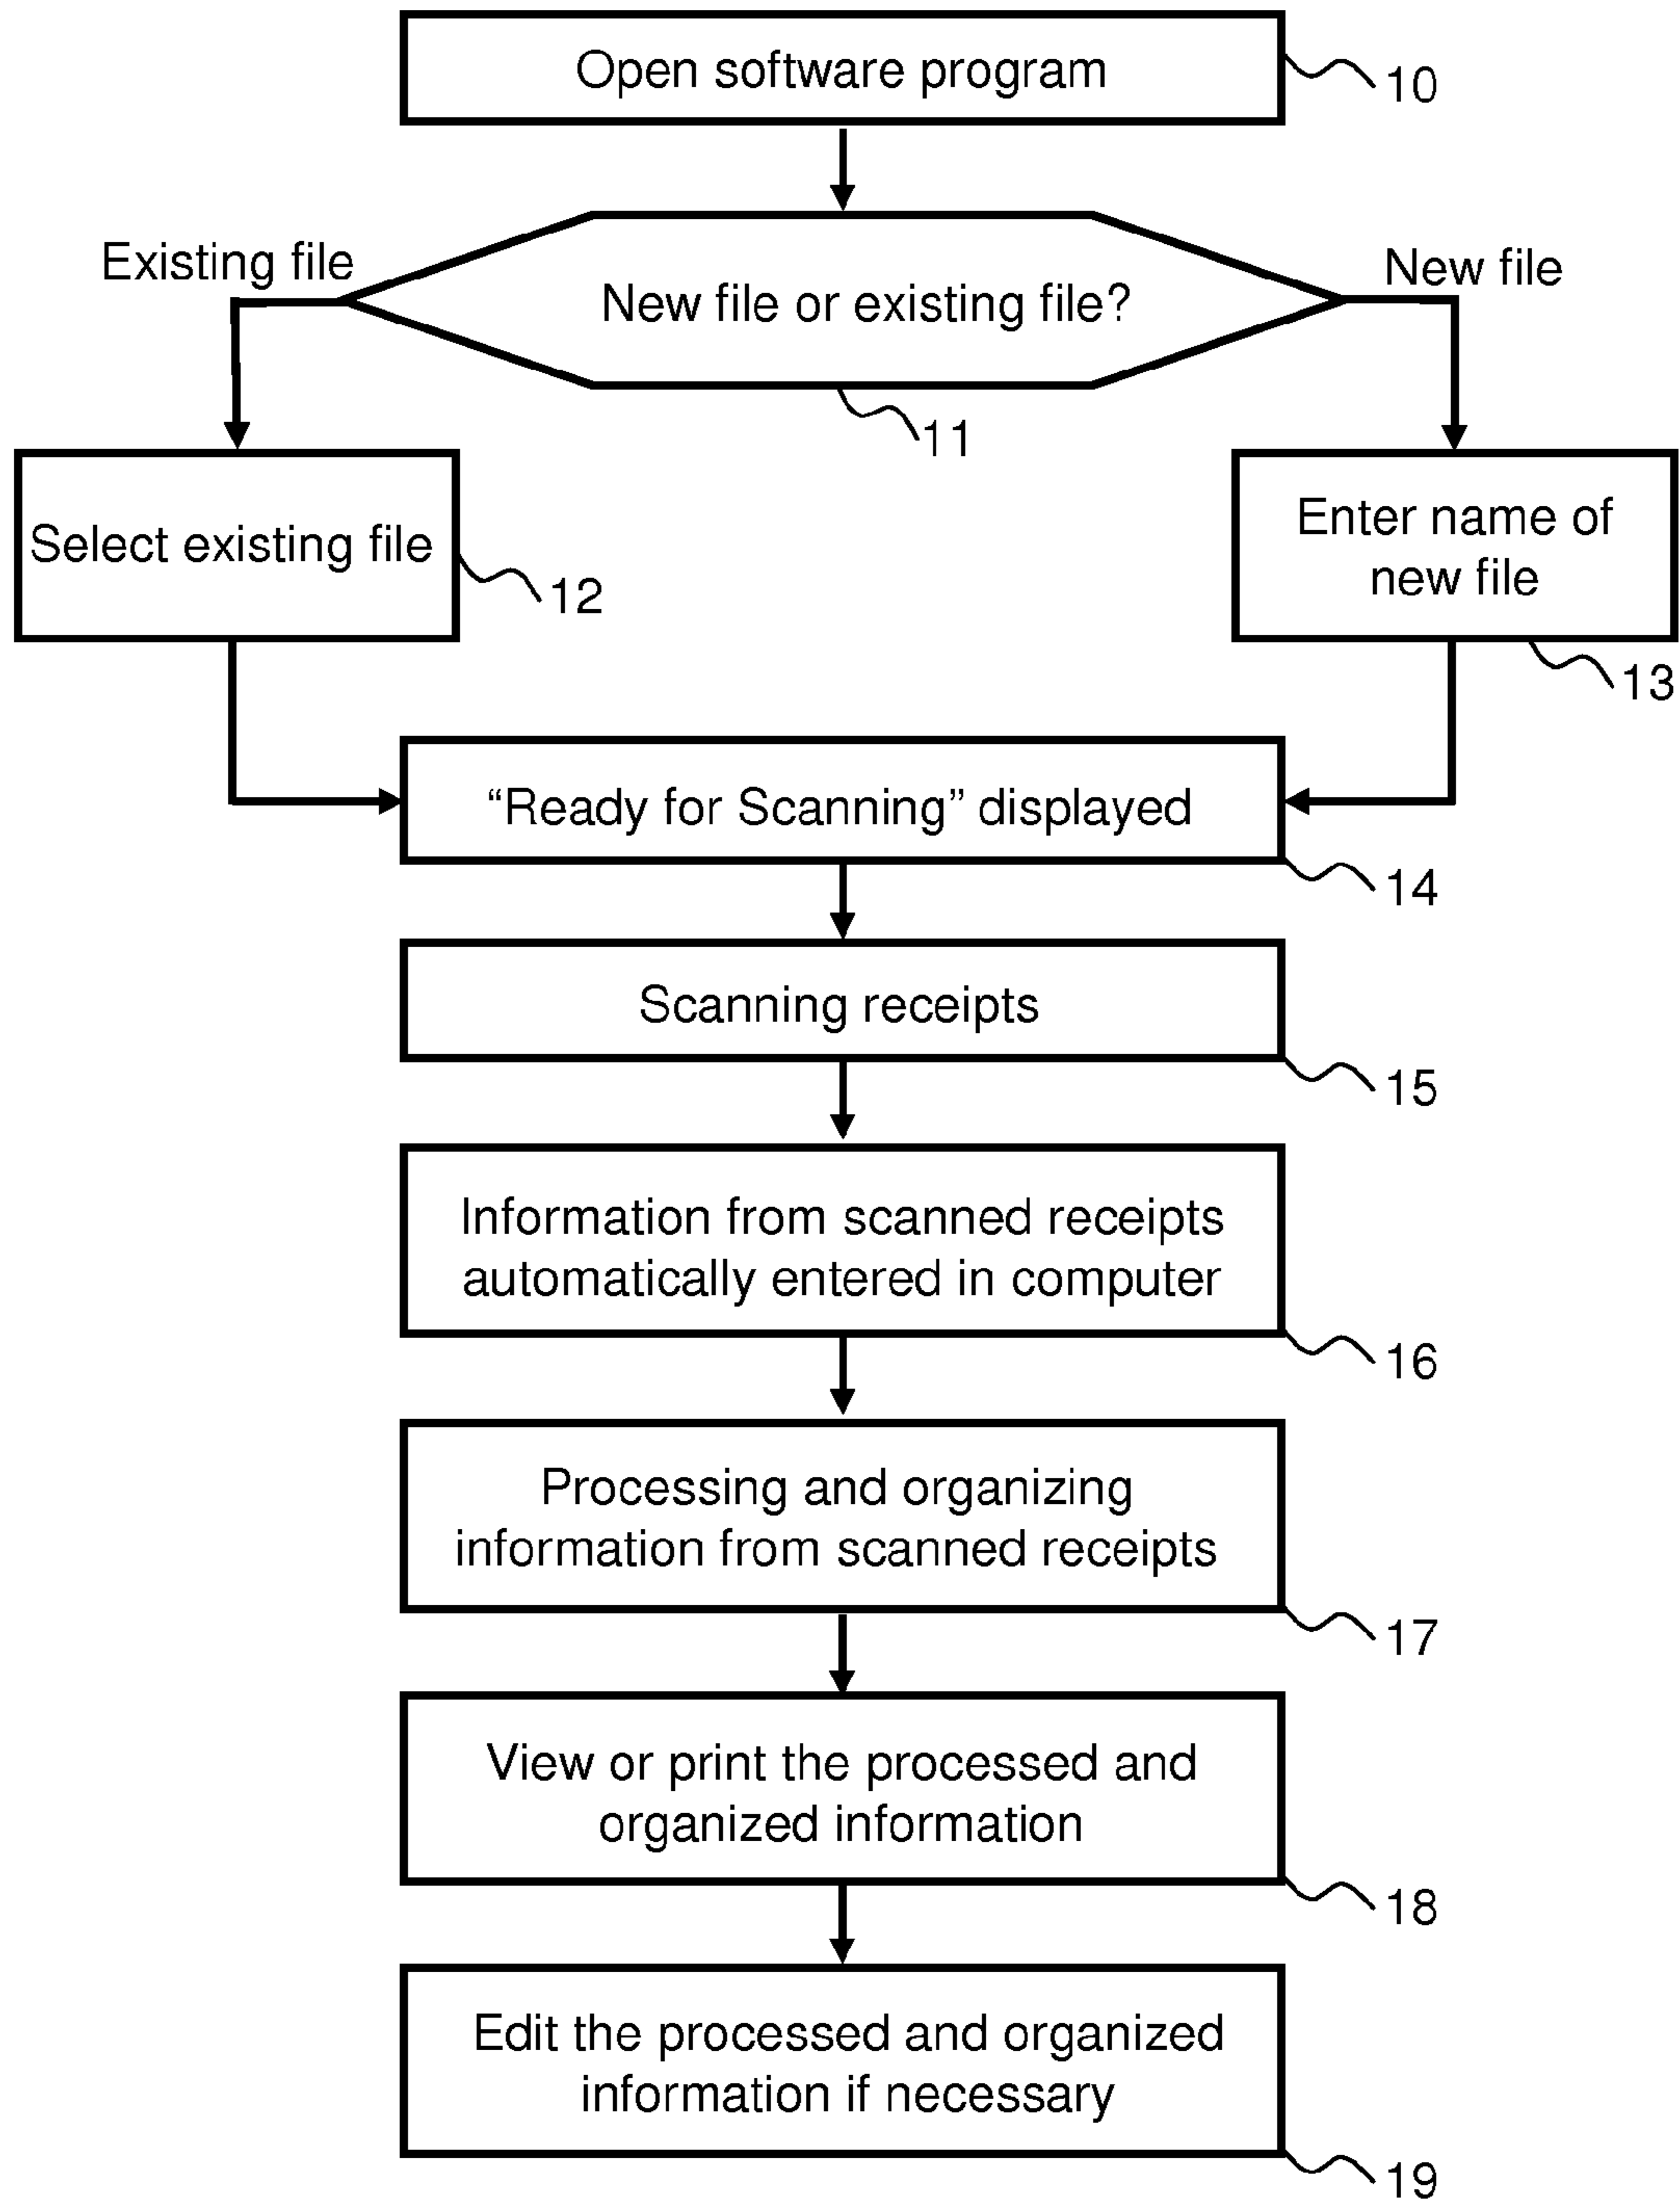 Open software program
10
Existing file
New file
New file or existing file?
11
Select existing file
12
Enter name of
new file
13
“Ready for Scanning” displayed
14
Scanning receipts
15
Information from scanned receipts
automatically entered in computer
16
Processing and organizing
information from scanned receipts
17
View or print the processed and
organized information
18
Edit the processed and organized
information if necessary
19